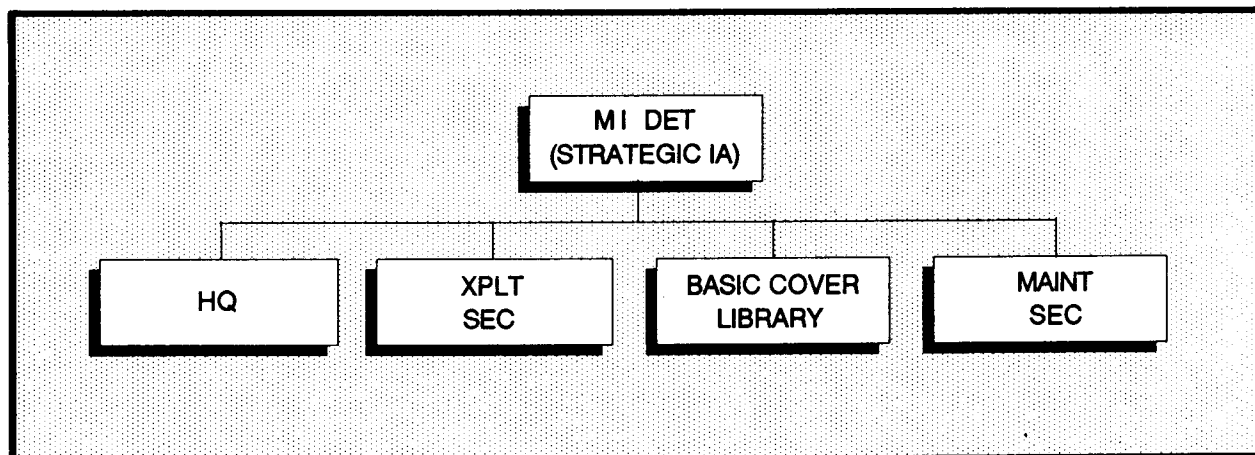 MI DET
(STRATEGIC IA)
HQ
XPLT
SEC
BASIC COVER
LIBRARY
MAINT
SEC